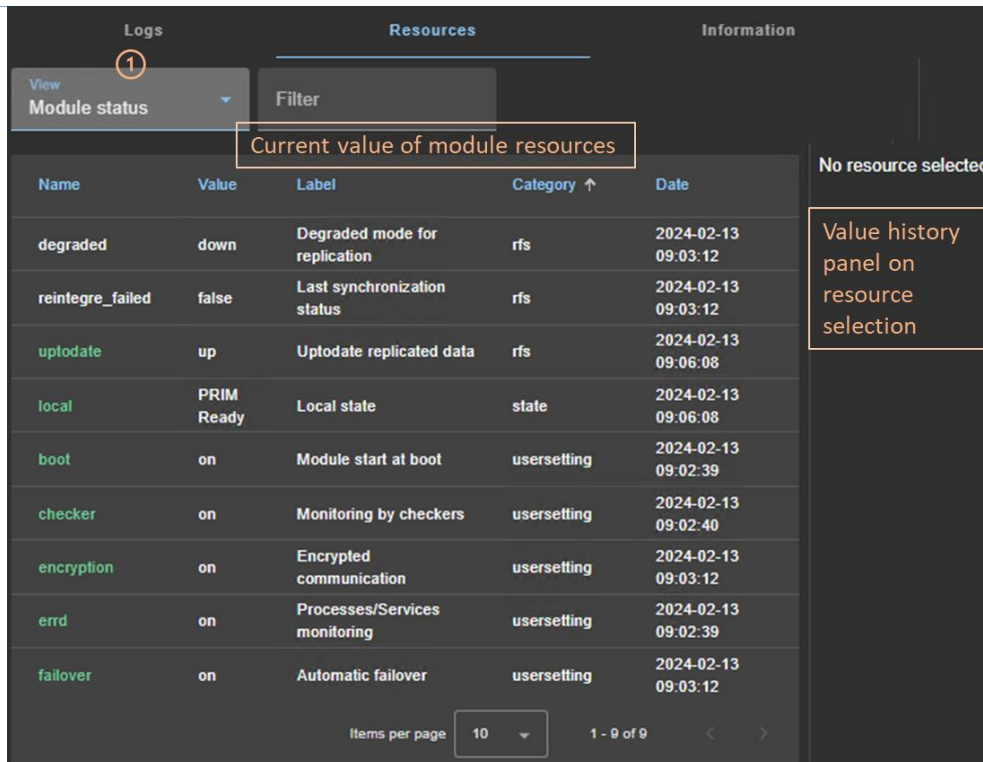 Logs Resources Information
1
View
Module status
Filter
Current value of module resources
No resource selected
Name Value Label Category ↑ Date
degraded down Degraded mode for replication rfs 2024-02-13 09:03:12
reintegre_failed false Last synchronization status rfs 2024-02-13 09:03:12
uptodate up Uptodate replicated data rfs 2024-02-13 09:06:08
local PRIM Ready Local state state 2024-02-13 09:06:08
boot on Module start at boot usersetting 2024-02-13 09:02:39
checker on Monitoring by checkers usersetting 2024-02-13 09:02:40
encryption on Encrypted communication usersetting 2024-02-13 09:03:12
errd on Processes/Services monitoring usersetting 2024-02-13 09:02:39
failover on Automatic failover usersetting 2024-02-13 09:03:12
Value history
panel on
resource
selection
Items per page 10 1 - 9 of 9